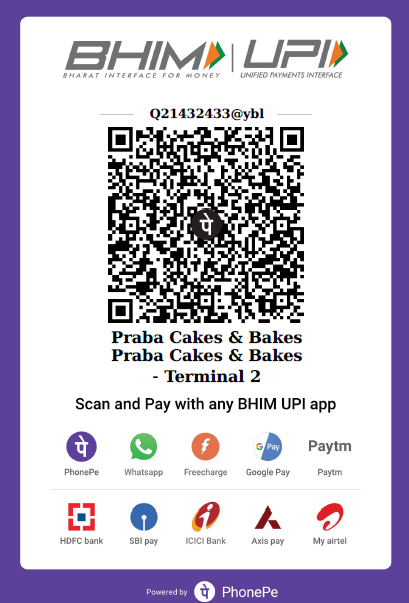 BHIM UPI
BHARAT INTERFACE FOR MONEY UNIFIED PAYMENTS INTERFACE
Q21432433@ybl
पे
Praba Cakes & Bakes
Praba Cakes & Bakes
- Terminal 2
Scan and Pay with any BHIM UPI app
पे G Pay Paytm
PhonePe Whatsapp Freecharge Google Pay Paytm
HDFC bank SBI pay ICICI Bank Axis pay My airtel
Powered by पे PhonePe